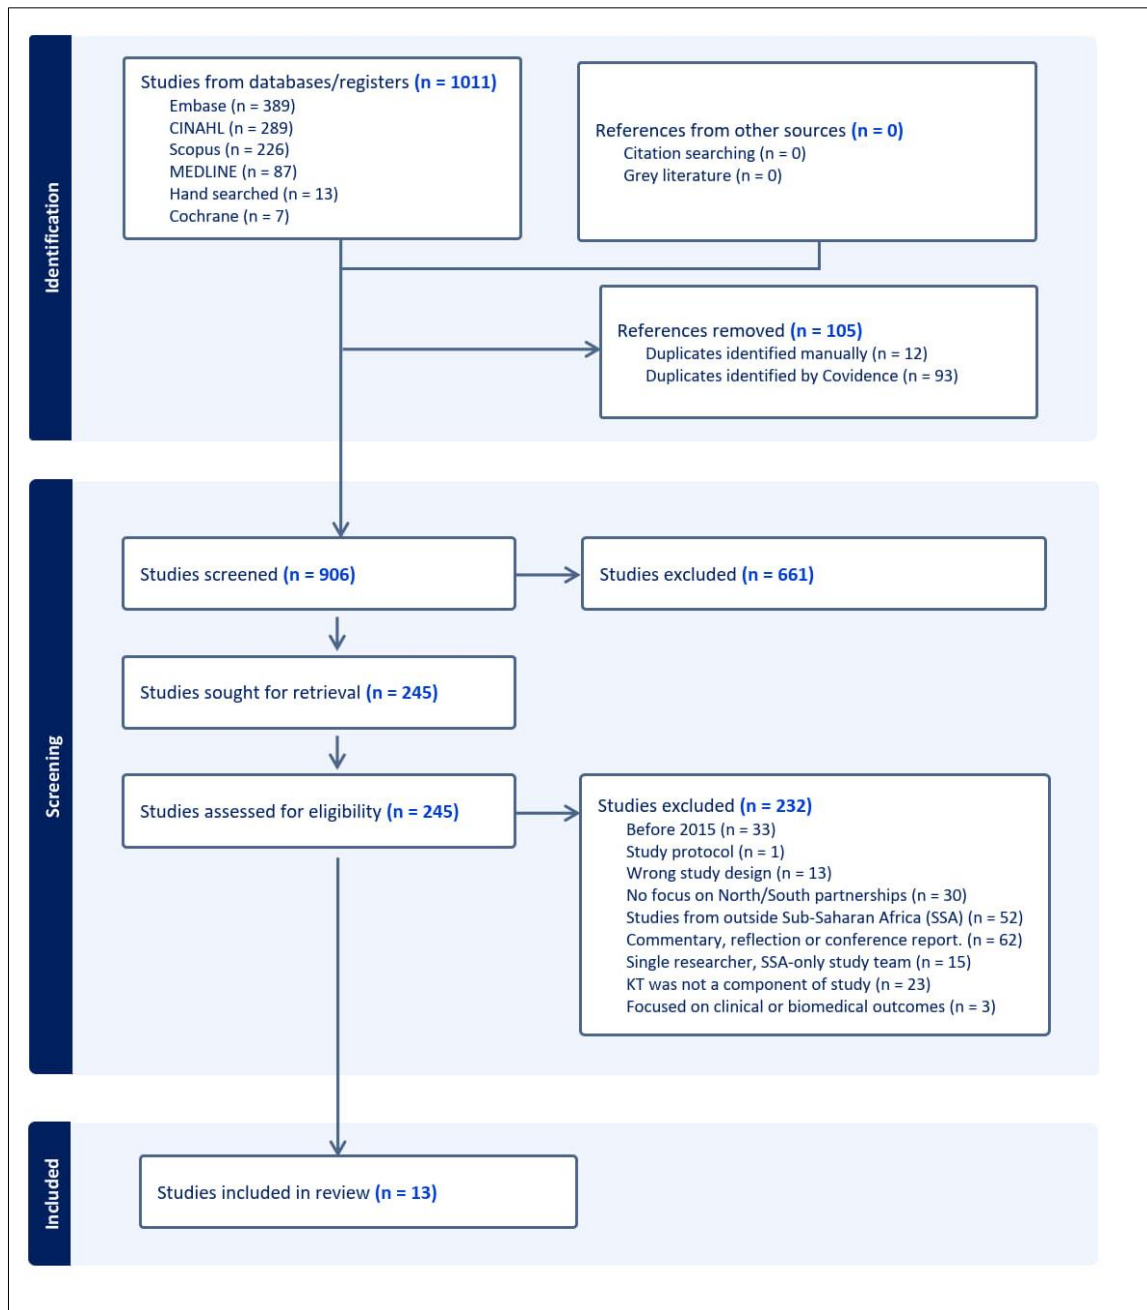 Identification
Studies from databases/registers (n = 1011)
Embase (n = 389)
CINAHL (n = 289)
Scopus (n = 226)
MEDLINE (n = 87)
Hand searched (n = 13)
Cochrane (n = 7)
References from other sources (n = 0)
Citation searching (n = 0)
Grey literature (n = 0)
References removed (n = 105)
Duplicates identified manually (n = 12)
Duplicates identified by Covidence (n = 93)
Screening
Studies screened (n = 906)
Studies excluded (n = 661)
Studies sought for retrieval (n = 245)
Studies assessed for eligibility (n = 245)
Studies excluded (n = 232)
Before 2015 (n = 33)
Study protocol (n = 1)
Wrong study design (n = 13)
No focus on North/South partnerships (n = 30)
Studies from outside Sub-Saharan Africa (SSA) (n = 52)
Commentary, reflection or conference report. (n = 62)
Single researcher, SSA-only study team (n = 15)
KT was not a component of study (n = 23)
Focused on clinical or biomedical outcomes (n = 3)
Included
Studies included in review (n = 13)